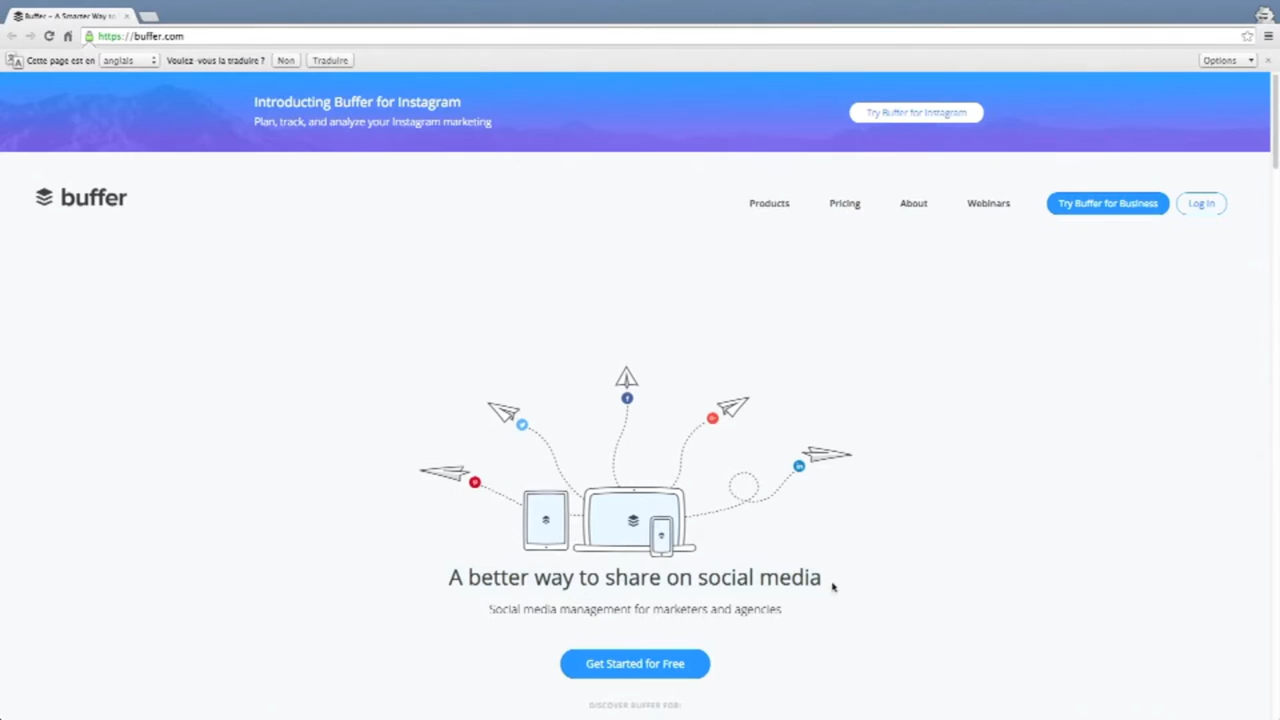 Buffer – A Smarter Way to
https://buffer.com
Cette page est en anglais Voulez-vous la traduire ? Non Traduire Options
Introducing Buffer for Instagram
Plan, track, and analyze your Instagram marketing
Try Buffer for Instagram
buffer
Products Pricing About Webinars Try Buffer for Business Log In
A better way to share on social media
Social media management for marketers and agencies
Get Started for Free
DISCOVER BUFFER FOR: